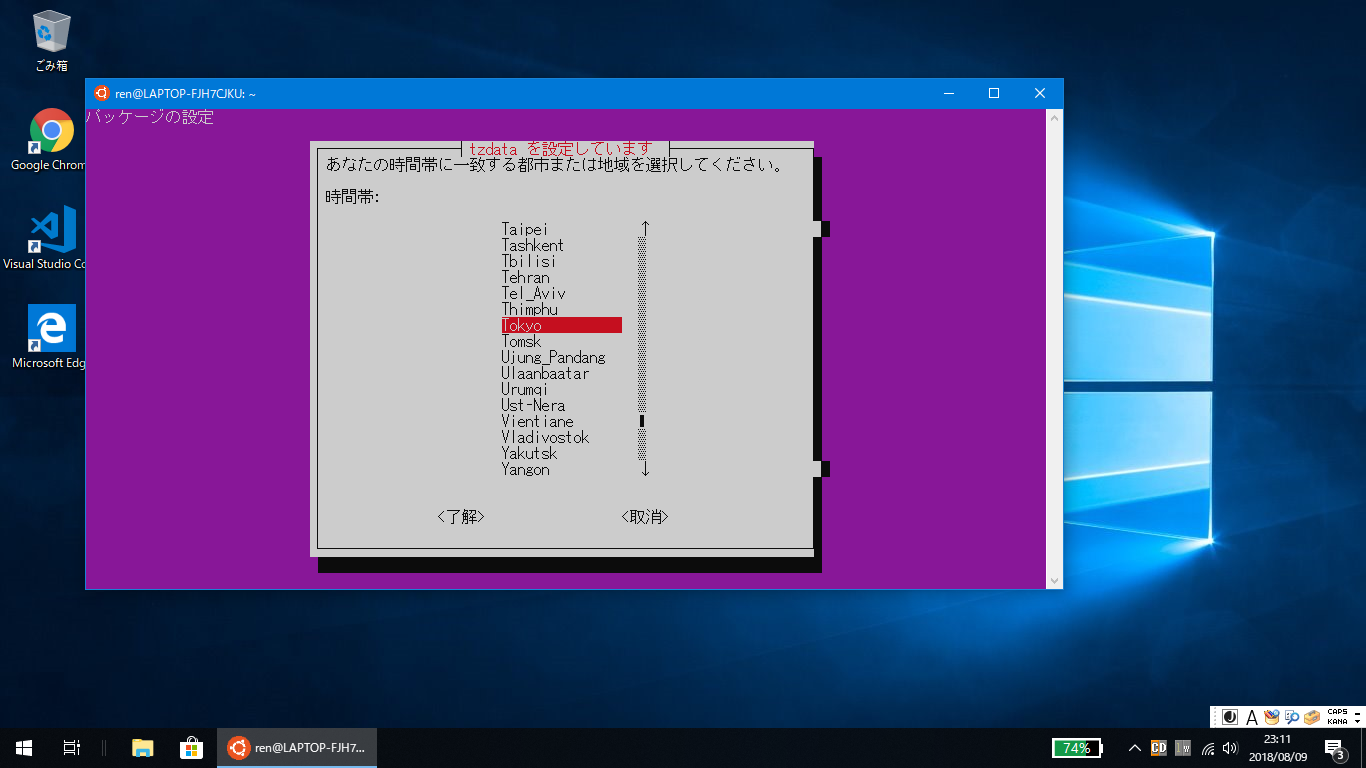 ごみ箱
Google Chrom
Visual Studio Co
Microsoft Edg
ren@LAPTOP-FJH7CJKU: ~
パッケージの設定
tzdata を設定しています
あなたの時間帯に一致する都市または地域を選択してください。
時間帯:
Taipei
Tashkent
Tbilisi
Tehran
Tel_Aviv
Thimphu
Tokyo
Tomsk
Ujung_Pandang
Ulaanbaatar
Urumqi
Ust-Nera
Vientiane
Vladivostok
Yakutsk
Yangon
<了解> <取消>
A CAPS
KANA
ren@LAPTOP-FJH7...
74%
CD
23:11
2018/08/09
3